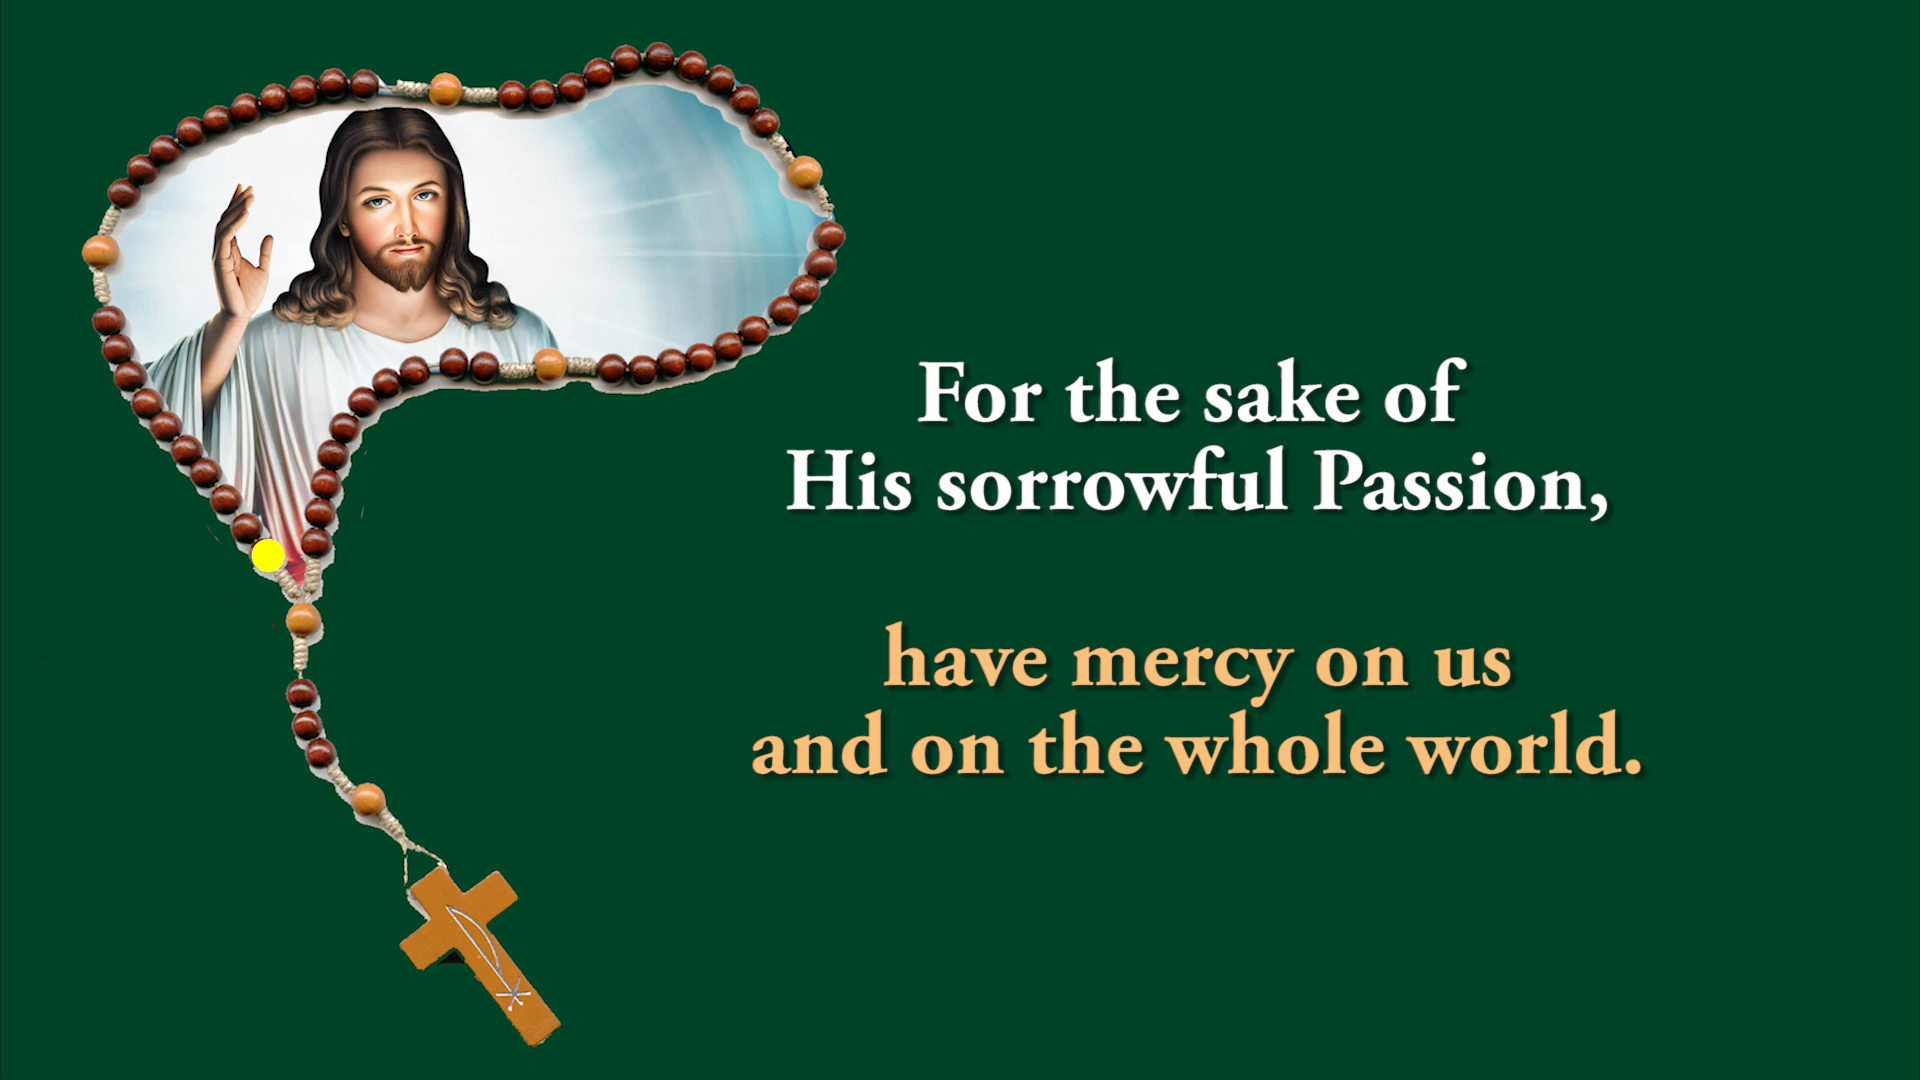 For the sake of
His sorrowful Passion,
have mercy on us
and on the whole world.